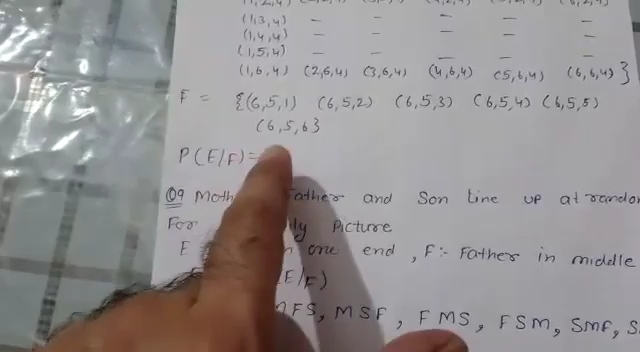 (1,3,4) — — — — —
(1,4,4) — — — — —
(1,5,4) — — — — —
(1,6,4) (2,6,4) (3,6,4) (4,6,4) (5,6,4) (6,6,4) }
F = {(6,5,1) (6,5,2) (6,5,3) (6,5,4) (6,5,5)
(6,5,6}
P(E/F) =
Q9 Father and Son line up at
For Picture
E one end , F :- Father in middle
(E/F)
MFS, MSF, FMS, FSM, SMF,